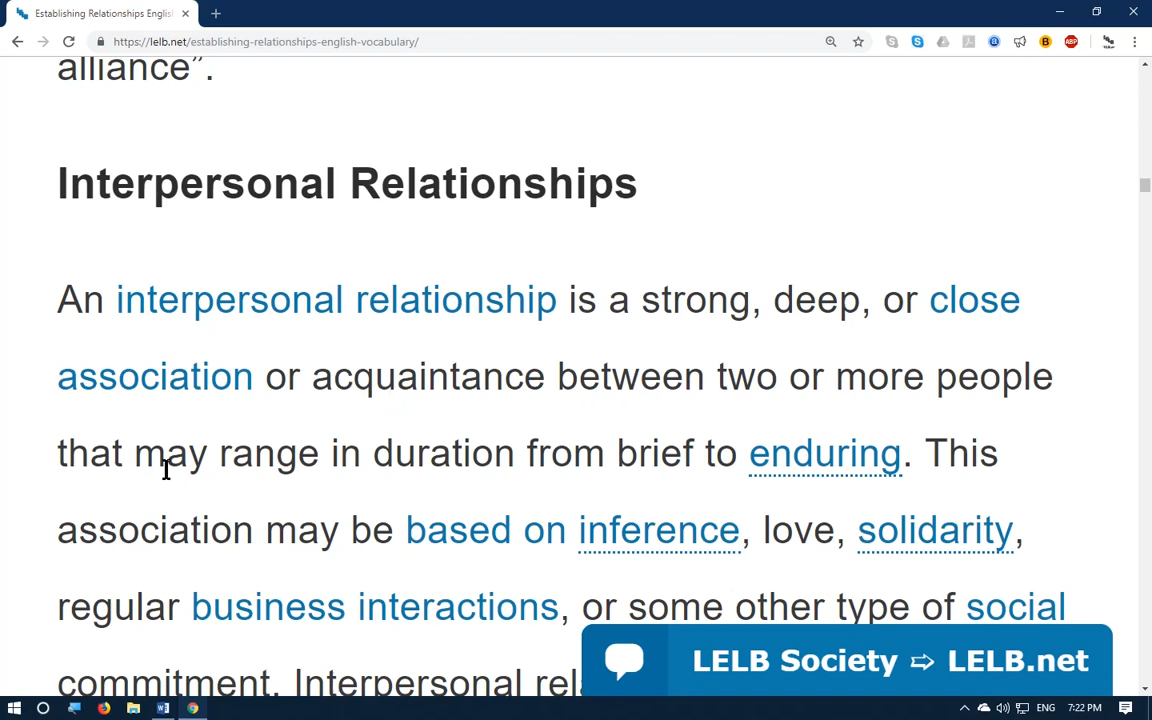 Establishing Relationships Englis
https://lelb.net/establishing-relationships-english-vocabulary/
ABP
alliance”.
Interpersonal Relationships
An interpersonal relationship is a strong, deep, or close
association or acquaintance between two or more people
that may range in duration from brief to enduring. This
association may be based on inference, love, solidarity,
regular business interactions, or some other type of social
commitment. Interpersonal rel
LELB Society ⇨ LELB.net
ENG 7:22 PM